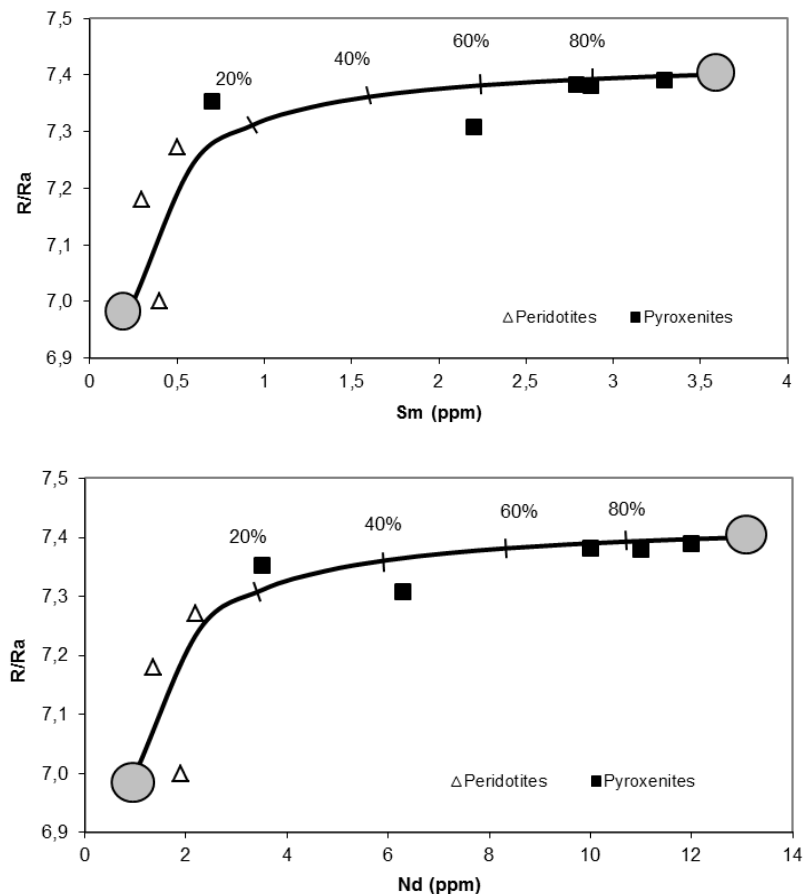 7,5
80%
60%
40%
7,4
20%
7,3
R/Ra
7,2
7,1
7,0
Peridotites Pyroxenites
6,9
0 0,5 1 1,5 2 2,5 3 3,5 4
Sm (ppm)
7,5
80%
60%
40%
20%
7,4
7,3
R/Ra
7,2
7,1
7,0
Peridotites Pyroxenites
6,9
0 2 4 6 8 10 12 14
Nd (ppm)